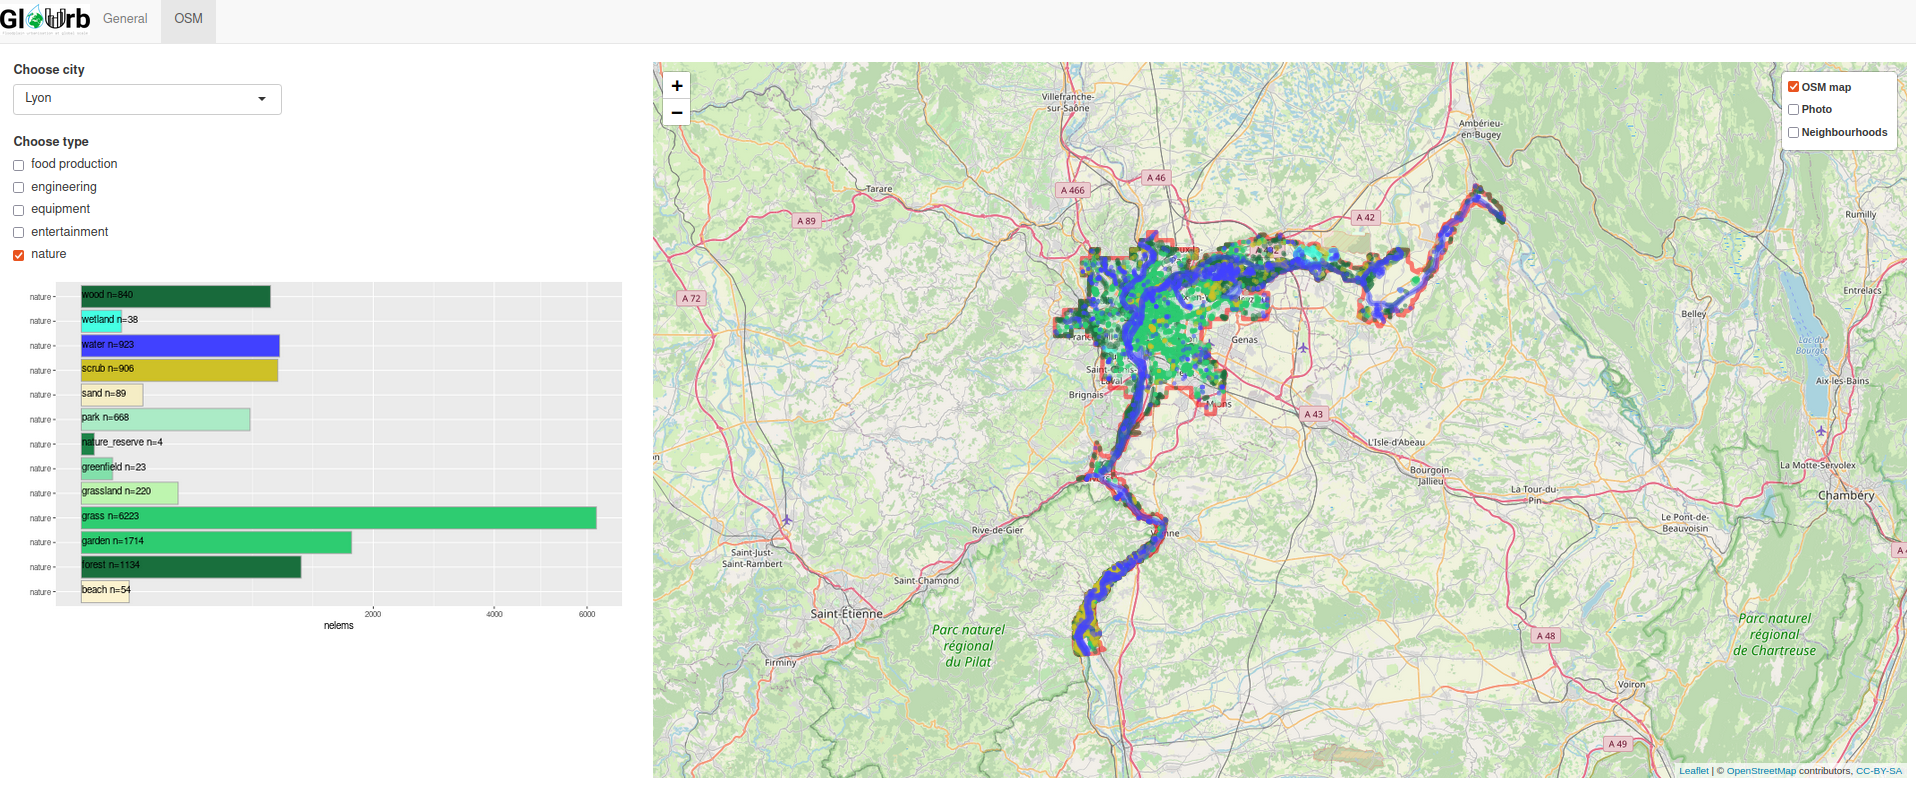 Gl Urb
General
OSM
Choose city
Lyon
Choose type
food production
engineering
equipment
entertainment
nature
nature
wood n=840
nature
wetland n=38
nature
water n=923
nature
scrub n=906
nature
sand n=89
nature
park n=668
nature
nature_reserve n=4
nature
greenfield n=23
nature
grassland n=220
nature
grass n=6223
nature
garden n=1714
nature
forest n=1134
nature
beach n=54
2000
4000
6000
nelems
+
−
OSM map
Photo
Neighbourhoods
Villefranche-
sur-Saône
Ambérieu-
en-Bugey
A 46
A 466
Tarare
A 89
A 42
Rumilly
A 72
Entrelacs
Belley
Lac du
Bourget
Genas
Aix-les-Bains
Brignais
Mions
A 43
L'Isle-d'Abeau
Bourgoin-
Jallieu
La Motte-Servolex
La Tour-du-
Pin
Chambéry
Le Pont-de-
Beauvoisin
Rive-de-Gier
Saint-Just-
Saint-Rambert
Saint-Chamond
Saint-Étienne
Parc naturel
régional
du Pilat
Parc naturel
régional
de Chartreuse
A 48
Firminy
Voiron
A 49
Leaflet | © OpenStreetMap contributors, CC-BY-SA